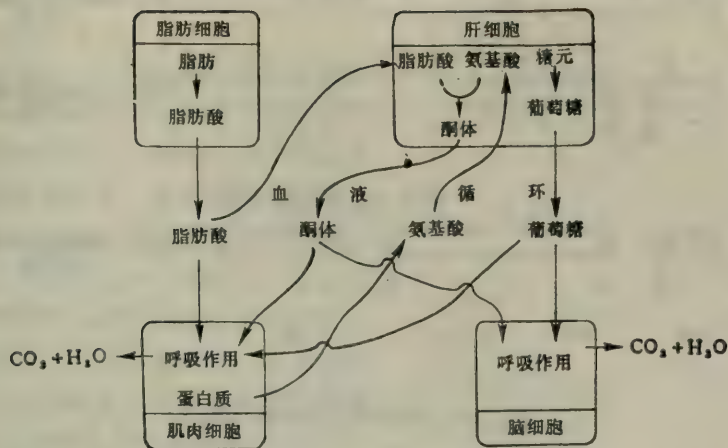 脂肪细胞
脂肪
脂肪酸
肝细胞
脂肪酸 氨基酸 糖元
酮体
葡萄糖
血 液 循 环
脂肪酸 酮体 氨基酸 葡萄糖
CO₂+H₂O
呼吸作用
蛋白质
肌肉细胞
呼吸作用
脑细胞
CO₂+H₂O